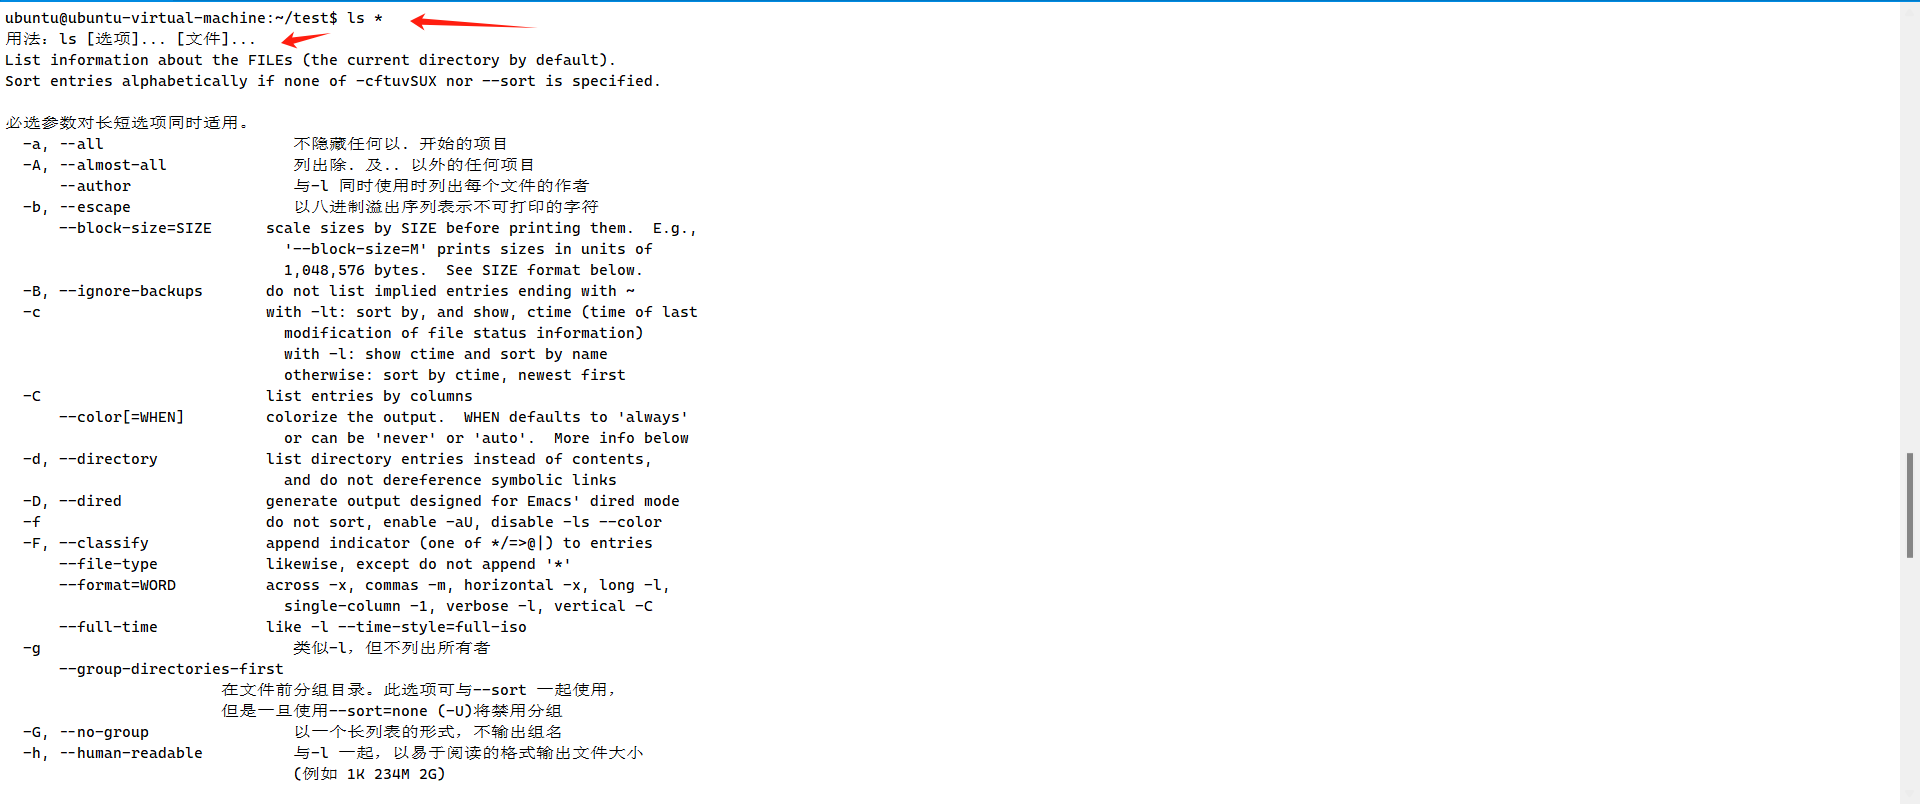 ubuntu@ubuntu-virtual-machine:~/test$ ls *
用法：ls [选项]... [文件]...
List information about the FILEs (the current directory by default).
Sort entries alphabetically if none of -cftuvSUX nor --sort is specified.
必选参数对长短选项同时适用。
-a, --all 不隐藏任何以. 开始的项目
-A, --almost-all 列出除. 及.. 以外的任何项目
--author 与-l 同时使用时列出每个文件的作者
-b, --escape 以八进制溢出序列表示不可打印的字符
--block-size=SIZE scale sizes by SIZE before printing them. E.g.,
'--block-size=M' prints sizes in units of
1,048,576 bytes. See SIZE format below.
-B, --ignore-backups do not list implied entries ending with ~
-c with -lt: sort by, and show, ctime (time of last
modification of file status information)
with -l: show ctime and sort by name
otherwise: sort by ctime, newest first
-C list entries by columns
--color[=WHEN] colorize the output. WHEN defaults to 'always'
or can be 'never' or 'auto'. More info below
-d, --directory list directory entries instead of contents,
and do not dereference symbolic links
-D, --dired generate output designed for Emacs' dired mode
-f do not sort, enable -aU, disable -ls --color
-F, --classify append indicator (one of */=>@|) to entries
--file-type likewise, except do not append '*'
--format=WORD across -x, commas -m, horizontal -x, long -l,
single-column -1, verbose -l, vertical -C
--full-time like -l --time-style=full-iso
-g 类似-l，但不列出所有者
--group-directories-first
在文件前分组目录。此选项可与--sort 一起使用，
但是一旦使用--sort=none (-U)将禁用分组
-G, --no-group 以一个长列表的形式，不输出组名
-h, --human-readable 与-l 一起，以易于阅读的格式输出文件大小
(例如 1K 234M 2G)